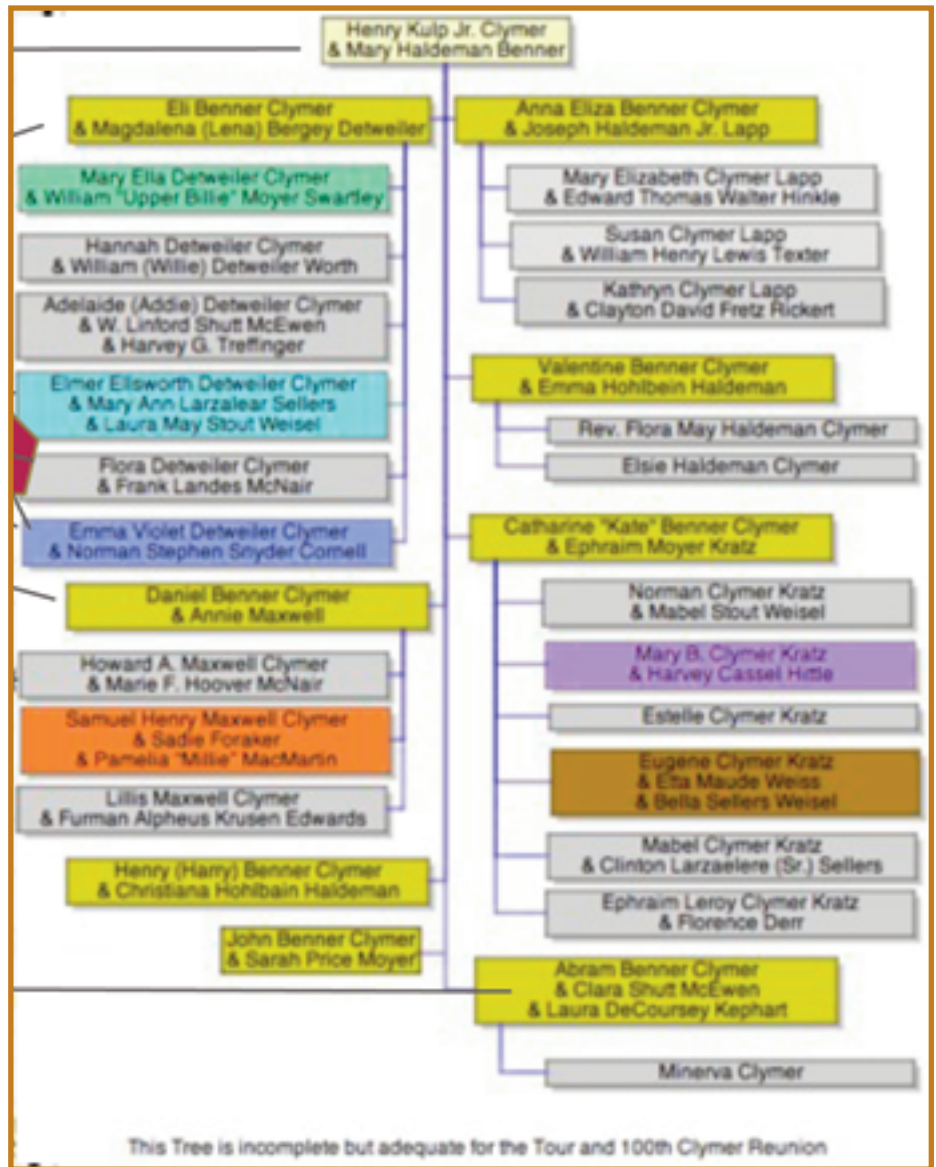 Henry Kulp Jr. Clymer
& Mary Haldeman Benner
Eli Benner Clymer
& Magdalena (Lena) Bergey Detweiler
Mary Ella Detweiler Clymer
& William "Upper Billie" Moyer Swartley
Hannah Detweiler Clymer
& William (Willie) Detweiler Worth
Adelaide (Addie) Detweiler Clymer
& W. Linford Shutt McEwen
& Harvey G. Treffinger
Elmer Ellsworth Detweiler Clymer
& Mary Ann Larzalear Sellers
& Laura May Stout Weisel
Flora Detweiler Clymer
& Frank Landes McNair
Emma Violet Detweiler Clymer
& Norman Stephen Snyder Cornell
Daniel Benner Clymer
& Annie Maxwell
Howard A. Maxwell Clymer
& Marie F. Hoover McNair
Samuel Henry Maxwell Clymer
& Sadie Foraker
& Pamelia "Millie" MacMartin
Lillis Maxwell Clymer
& Furman Alpheus Krusen Edwards
Henry (Harry) Benner Clymer
& Christiana Hohlbain Haldeman
John Benner Clymer
& Sarah Price Moyer
Anna Eliza Benner Clymer
& Joseph Haldeman Jr. Lapp
Mary Elizabeth Clymer Lapp
& Edward Thomas Walter Hinkle
Susan Clymer Lapp
& William Henry Lewis Texter
Kathryn Clymer Lapp
& Clayton David Fretz Rickert
Valentine Benner Clymer
& Emma Hohlbein Haldeman
Rev. Flora May Haldeman Clymer
Elsie Haldeman Clymer
Catharine "Kate" Benner Clymer
& Ephraim Moyer Kratz
Norman Clymer Kratz
& Mabel Stout Weisel
Mary B. Clymer Kratz
& Harvey Cassel Hittle
Estelle Clymer Kratz
Eugene Clymer Kratz
& Etta Maude Weiss
& Bella Sellers Weisel
Mabel Clymer Kratz
& Clinton Larzaelere (Sr.) Sellers
Ephraim Leroy Clymer Kratz
& Florence Derr
Abram Benner Clymer
& Clara Shutt McEwen
& Laura DeCoursey Kephart
Minerva Clymer
This Tree is incomplete but adequate for the Tour and 100th Clymer Reunion